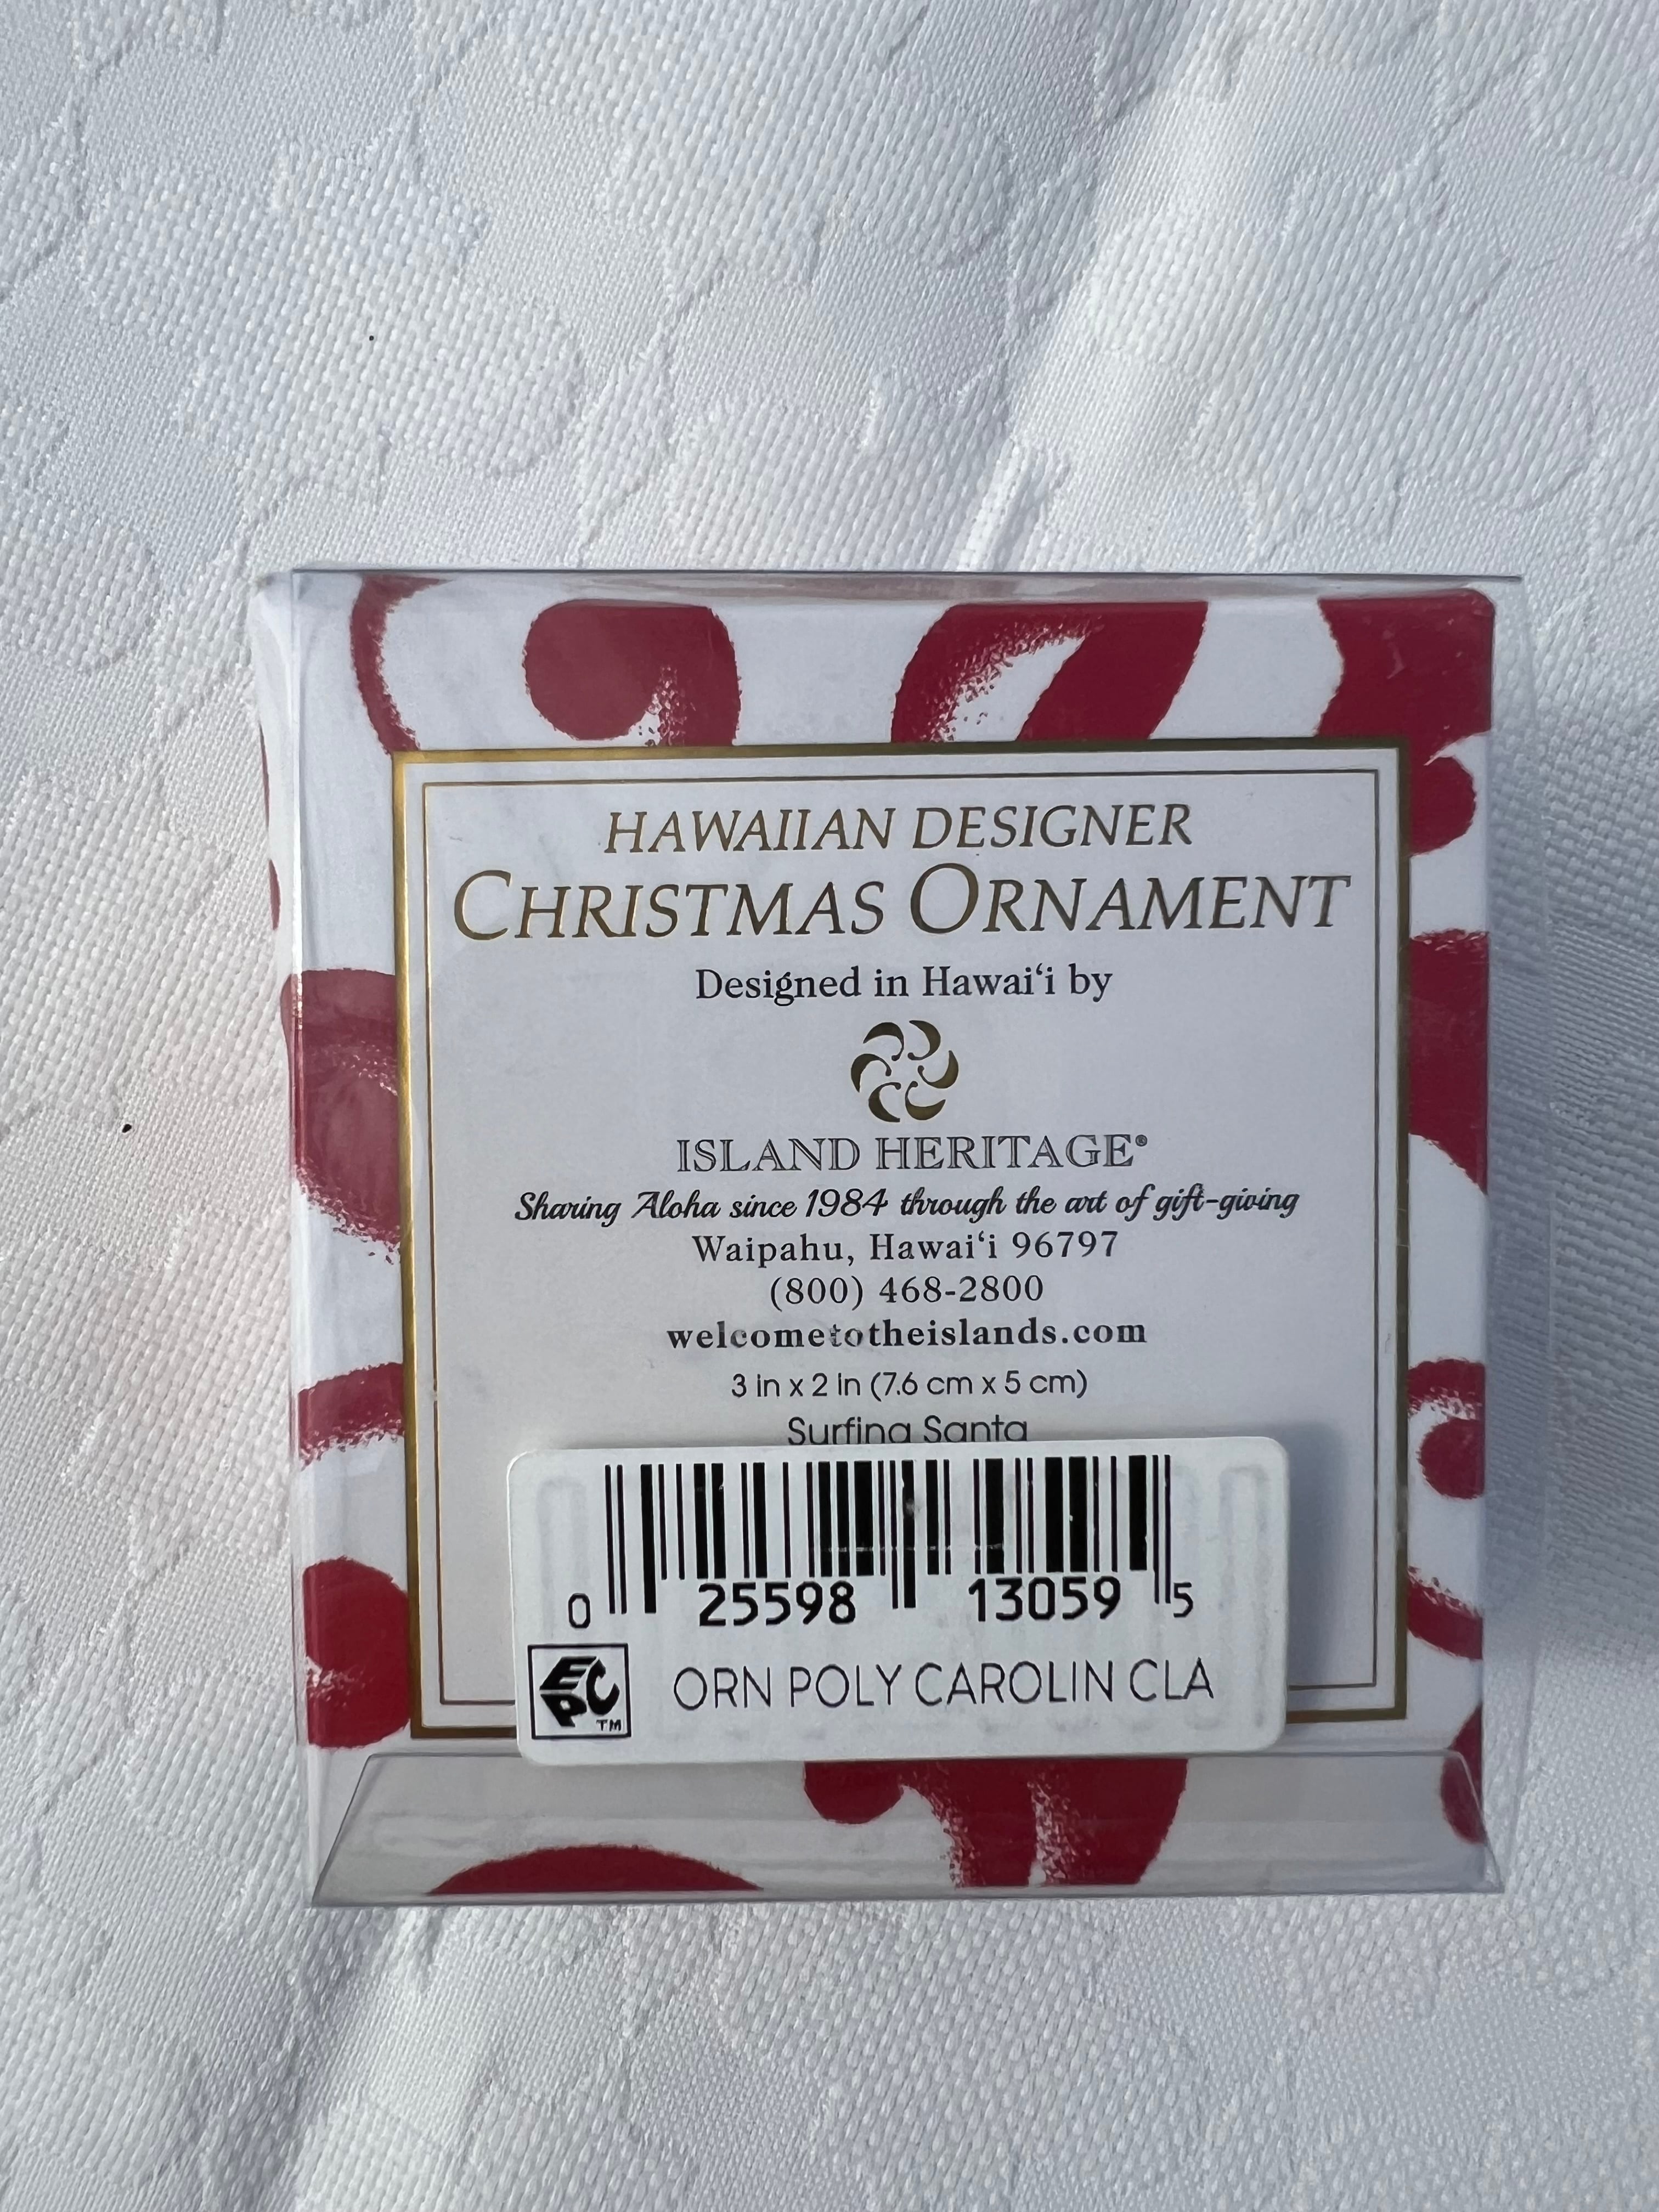 HAWAIIAN DESIGNER
CHRISTMAS ORNAMENT
Designed in Hawai‘i by
ISLAND HERITAGE®
Sharing Aloha since 1984 through the art of gift-giving
Waipahu, Hawai‘i 96797
(800) 468-2800
welcometotheislands.com
3 in x 2 in (7.6 cm x 5 cm)
Surfing Santa
0 25598 13059 5
EPC™ ORN POLY CAROLIN CLA